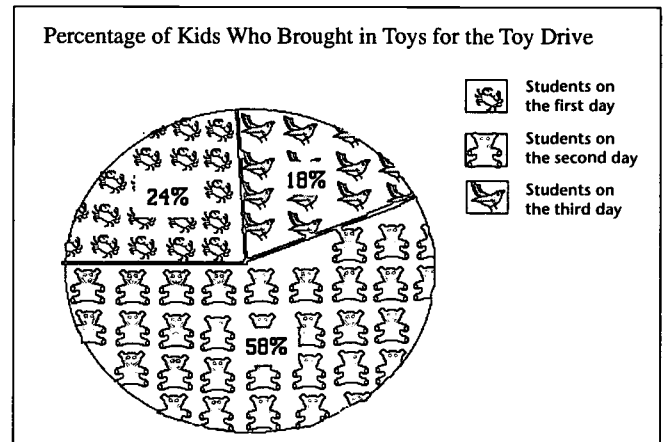 Percentage of Kids Who Brought in Toys for the Toy Drive
Students on
the first day
Students on
the second day
Students on
the third day
24%
18%
58%